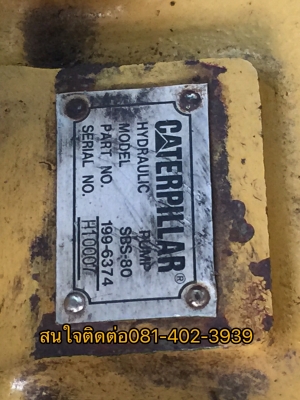 CATERPILLAR®
HYDRAULIC PUMP
MODEL SBS-80
PART NO. 199-6374
SERIAL NO.
สนใจติดต่อ081-402-3939